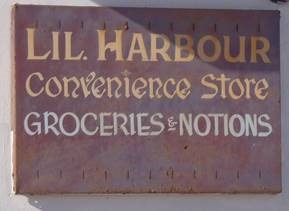 LIL. HARBOUR
Convenience Store
GROCERIES & NOTIONS